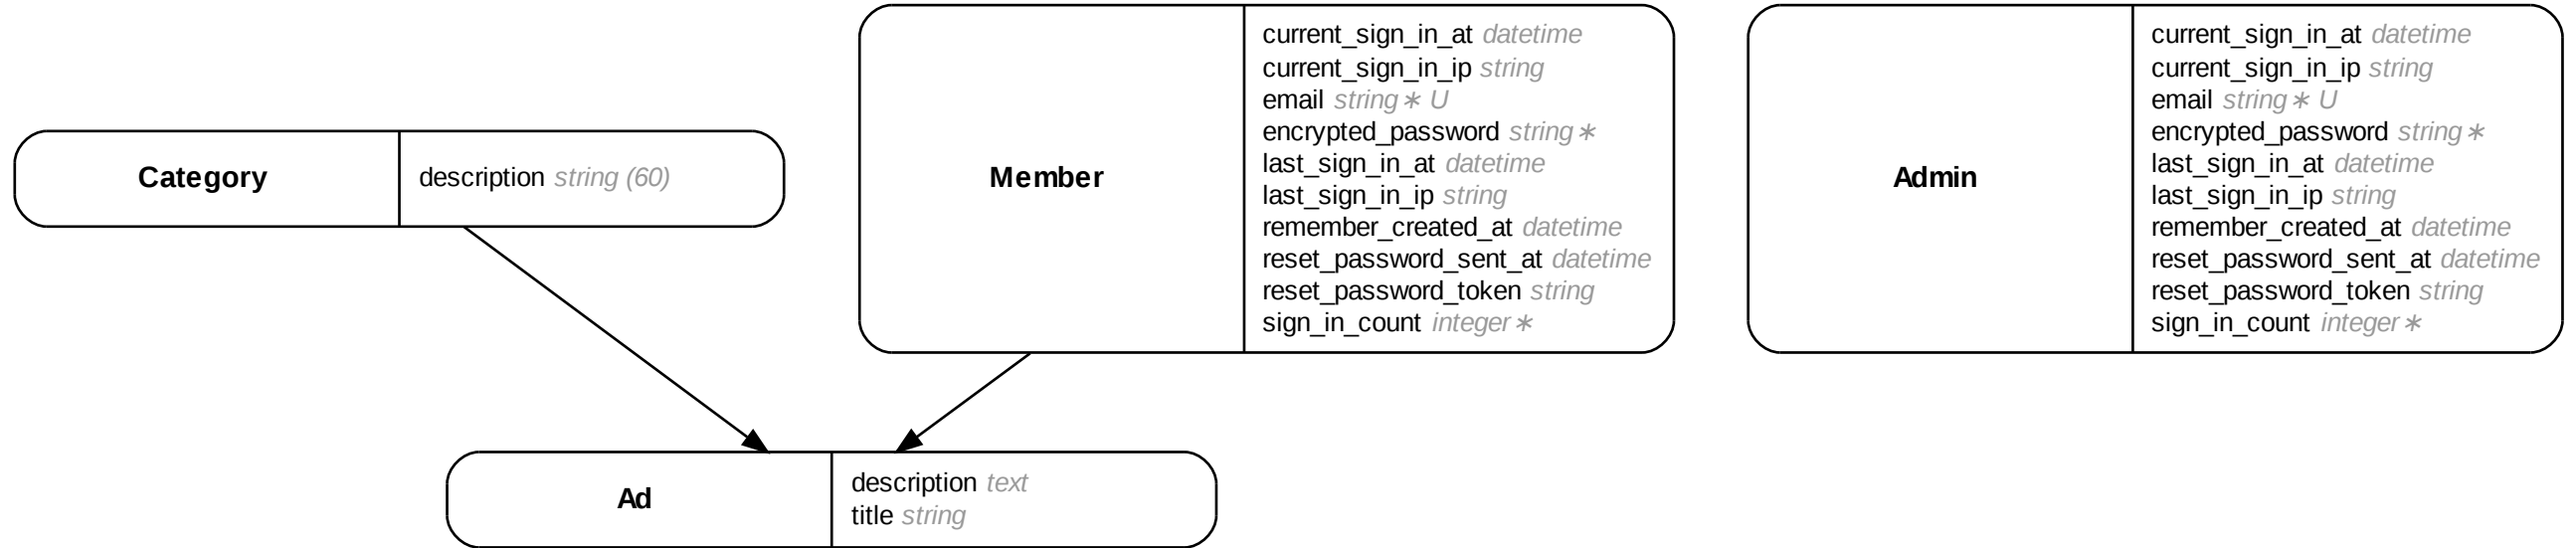 Category
description string (60)
Member
current_sign_in_at datetime
current_sign_in_ip string
email string ∗ U
encrypted_password string ∗
last_sign_in_at datetime
last_sign_in_ip string
remember_created_at datetime
reset_password_sent_at datetime
reset_password_token string
sign_in_count integer ∗
Admin
current_sign_in_at datetime
current_sign_in_ip string
email string ∗ U
encrypted_password string ∗
last_sign_in_at datetime
last_sign_in_ip string
remember_created_at datetime
reset_password_sent_at datetime
reset_password_token string
sign_in_count integer ∗
Ad
description text
title string